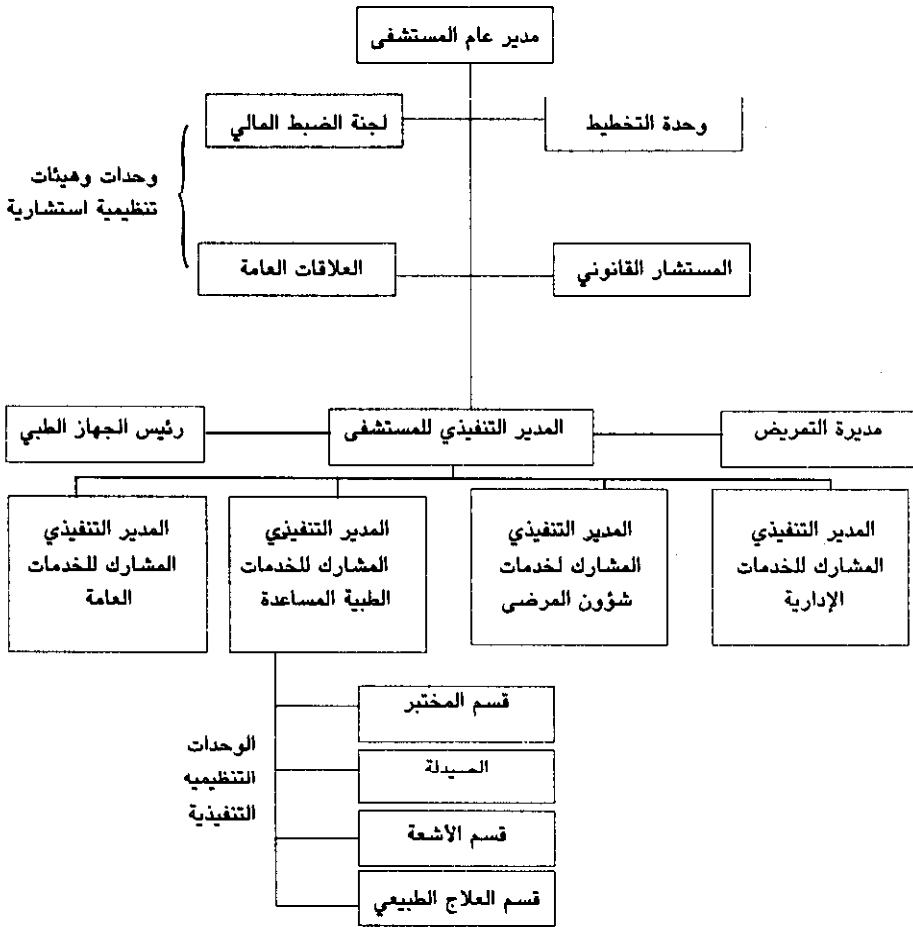 مدير عام المستشفى
وحدة التخطيط
لجنة الضبط المالي
وحدات وهيئات
تنظيمية استشارية
المستشار القانوني
العلاقات العامة
مديرة التمريض
المدير التنفيذي للمستشفى
رئيس الجهاز الطبي
المدير التنفيذي
المشارك للخدمات
الإدارية
المدير التنفيذي
المشارك لخدمات
شؤون المرضى
المدير التنفيذي
المشارك للخدمات
الطبية المساعدة
المدير التنفيذي
المشارك للخدمات
العامة
قسم المختبر
الصيدلة
قسم الأشعة
قسم العلاج الطبيعي
الوحدات
التنظيميه
التنفيذية